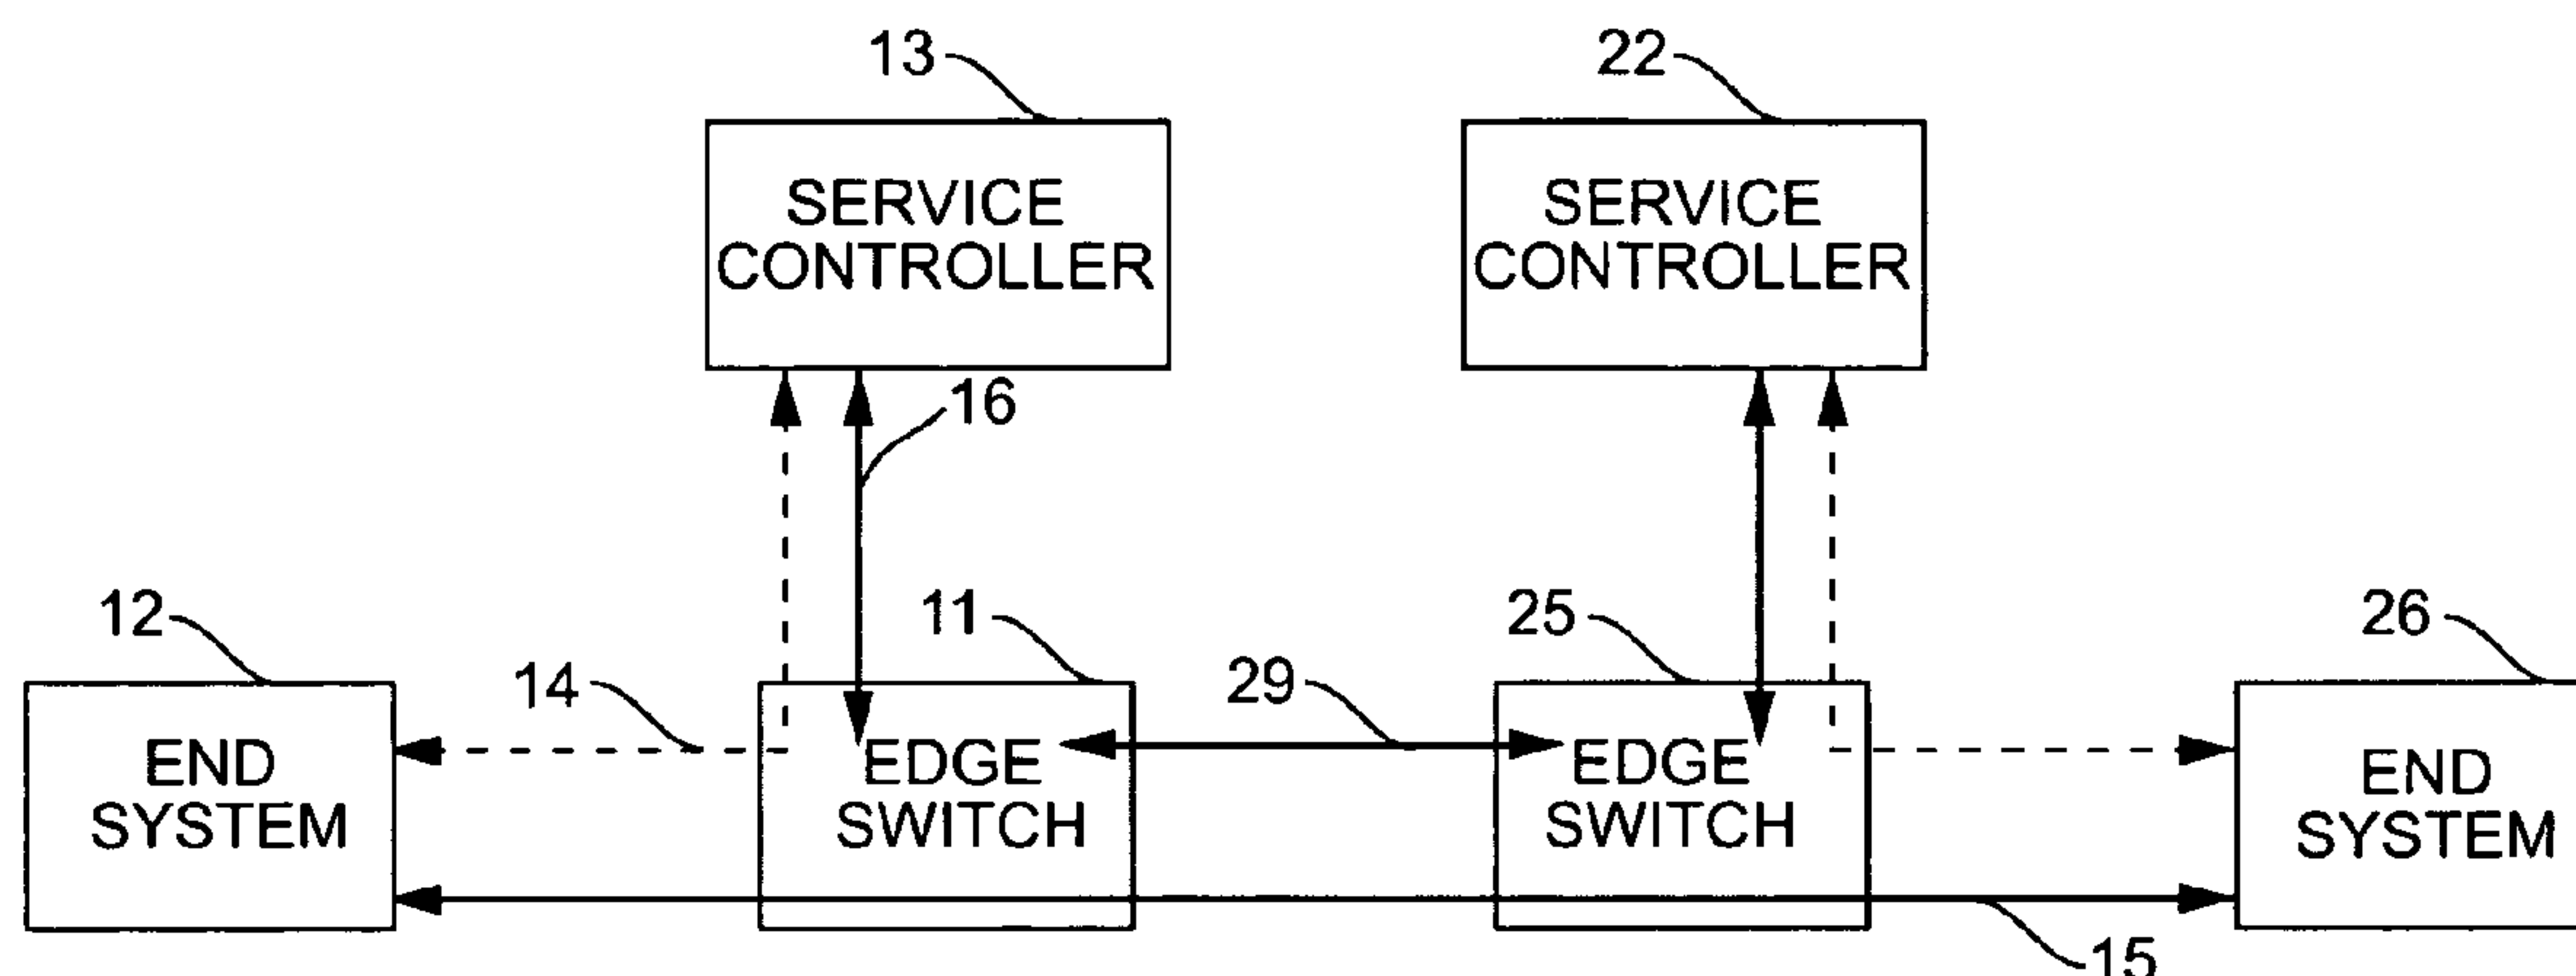 13
22
SERVICE
CONTROLLER
SERVICE
CONTROLLER
16
12
11
25
26
14
29
END
SYSTEM
EDGE
SWITCH
EDGE
SWITCH
END
SYSTEM
15